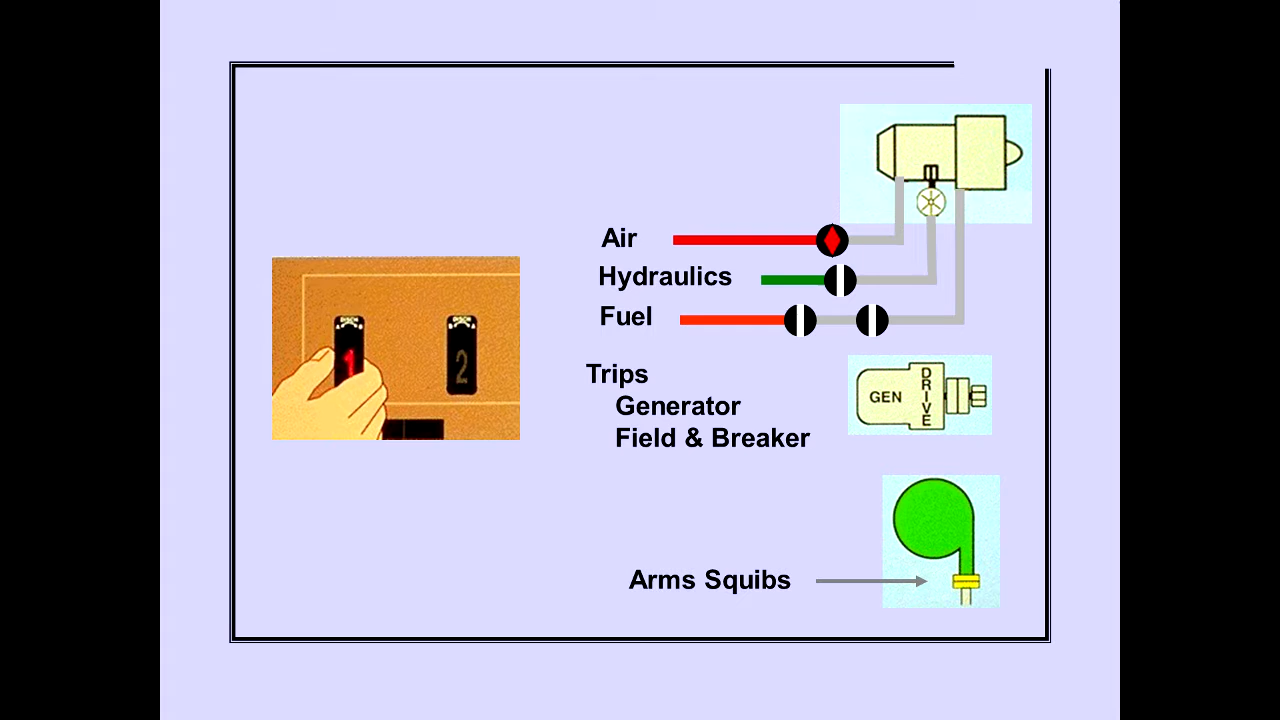 Air
Hydraulics
Fuel
1
2
Trips
Generator
Field & Breaker
GEN
DRIVE
Arms Squibs